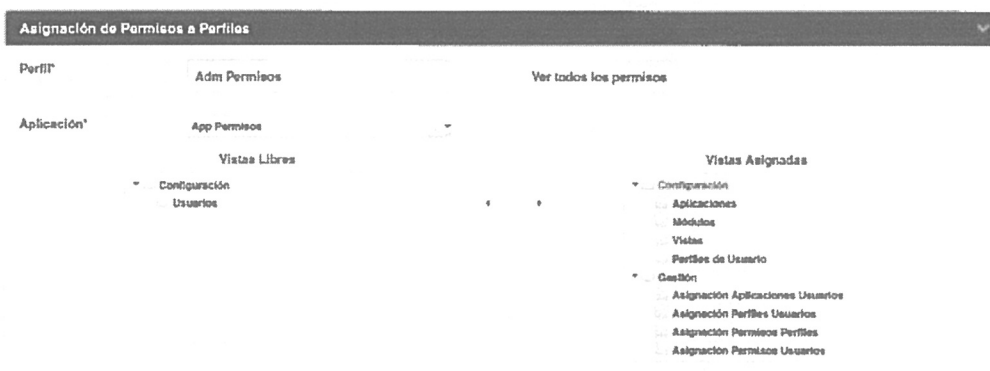 Asignación de Permisos a Perfiles
Perfil* Adm Permisos Ver todos los permisos
Aplicación* App Permisos
Vistas Libres Vistas Asignadas
Configuración Configuración
Usuarios Aplicaciones
Módulos
Vistas
Perfiles de Usuario
Gestión
Asignación Aplicaciones Usuarios
Asignación Perfiles Usuarios
Asignación Permisos Perfiles
Asignación Permisos Usuarios